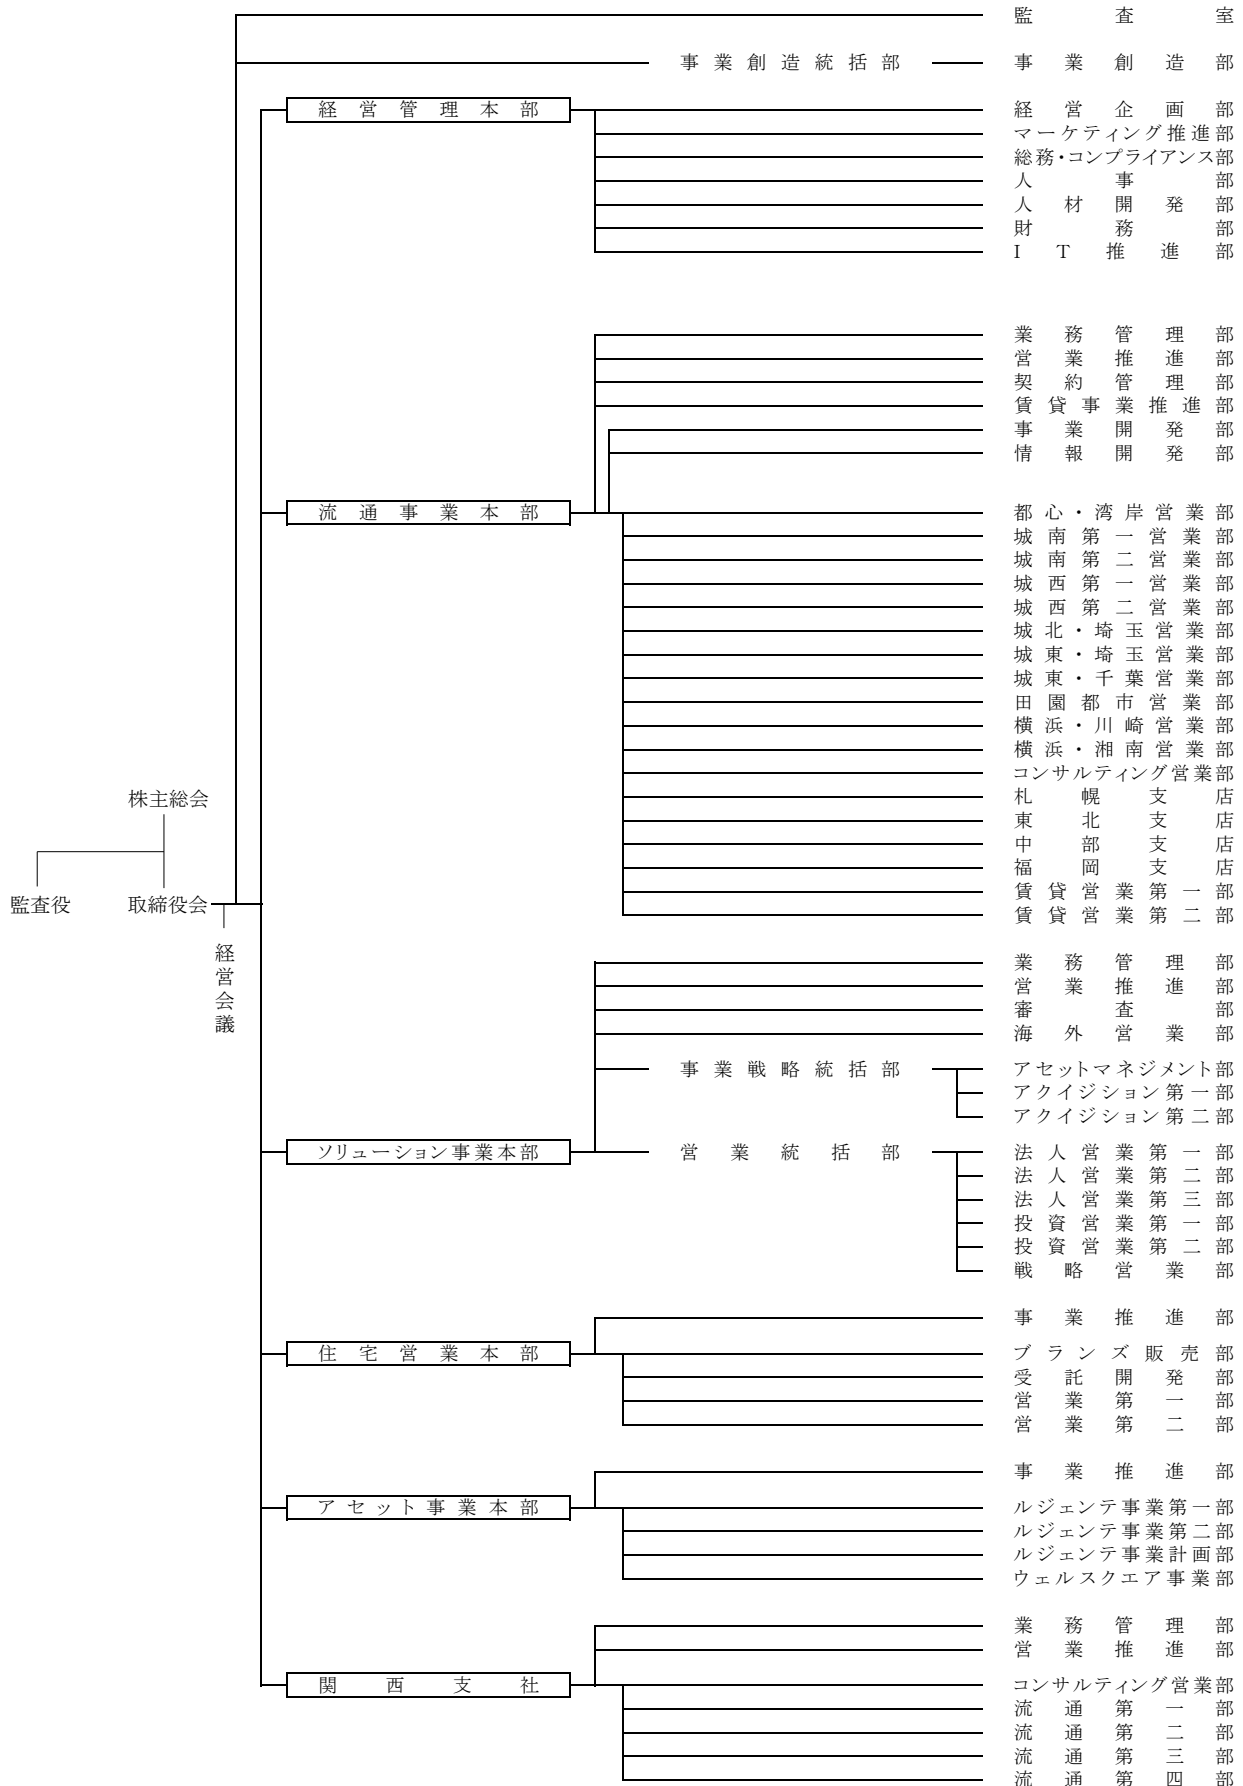 監査室
事業創造統括部 事業創造部
経営管理本部 経営企画部
マーケティング推進部
総務・コンプライアンス部
人事部
人材開発部
財務部
IT推進部
業務管理部
営業推進部
契約管理部
賃貸事業推進部
事業開発部
情報開発部
流通事業本部 都心・湾岸営業部
城南第一営業部
城南第二営業部
城西第一営業部
城西第二営業部
城北・埼玉営業部
城東・埼玉営業部
城東・千葉営業部
田園都市営業部
横浜・川崎営業部
横浜・湘南営業部
コンサルティング営業部
札幌支店
東北支店
中部支店
福岡支店
賃貸営業第一部
賃貸営業第二部
株主総会
監査役 取締役会
経営会議
業務管理部
営業推進部
審査部
海外営業部
事業戦略統括部 アセットマネジメント部
アクイジション第一部
アクイジション第二部
ソリューション事業本部 営業統括部 法人営業第一部
法人営業第二部
法人営業第三部
投資営業第一部
投資営業第二部
戦略営業部
事業推進部
住宅営業本部 ブランズ販売部
受託開発部
営業第一部
営業第二部
事業推進部
アセット事業本部 ルジェンテ事業第一部
ルジェンテ事業第二部
ルジェンテ事業計画部
ウェルスクエア事業部
業務管理部
営業推進部
関西支社 コンサルティング営業部
流通第一部
流通第二部
流通第三部
流通第四部